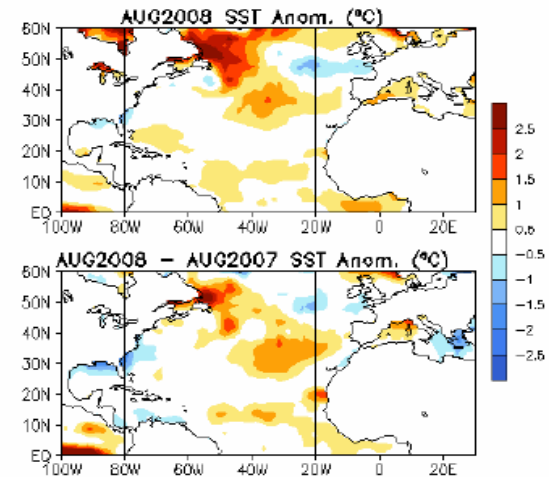 AUG2008 SST Anom. (°C)
60N
50N
40N
30N
20N
10N
EQ
100W 80W 60W 40W 20W 0 20E
AUG2008 – AUG2007 SST Anom. (°C)
60N
50N
40N
30N
20N
10N
EQ
100W 80W 60W 40W 20W 0 20E
2.5
2
1.5
1
0.5
-0.5
-1
-1.5
-2
-2.5